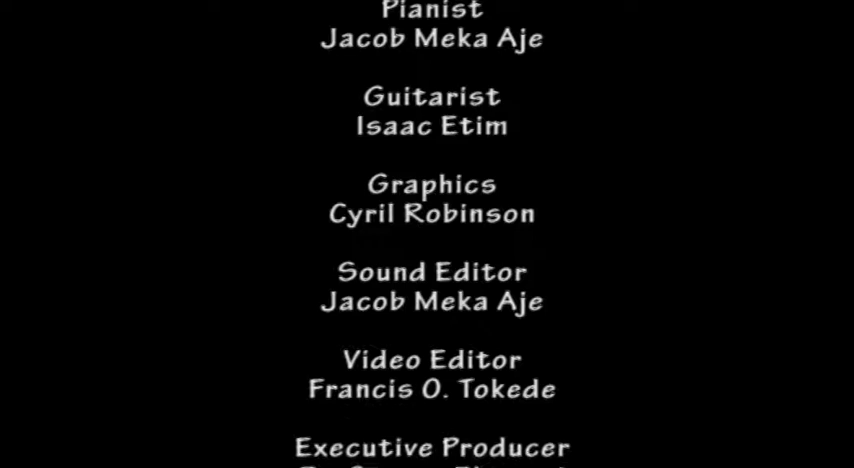 Pianist
Jacob Meka Aje
Guitarist
Isaac Etim
Graphics
Cyril Robinson
Sound Editor
Jacob Meka Aje
Video Editor
Francis O. Tokede
Executive Producer